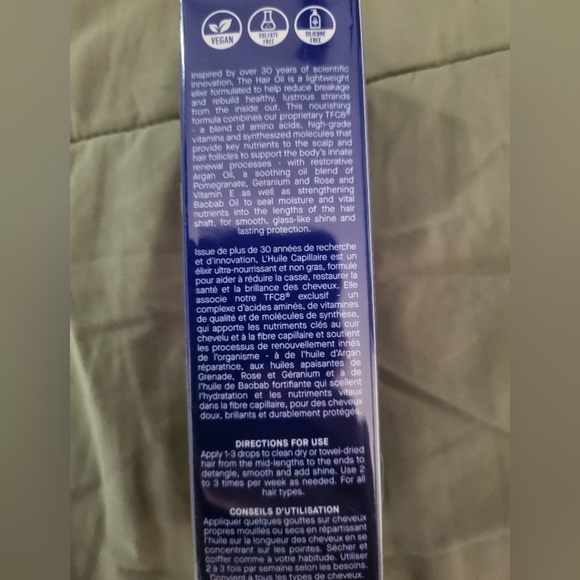 VEGAN
SULFATE
FREE
SILICONE
FREE
Inspired by over 30 years of scientific
innovation, The Hair Oil is a lightweight
elixir formulated to help reduce breakage
and rebuild healthy, lustrous strands
from the inside out. This nourishing
formula combines our proprietary TFC8®
- a blend of amino acids, high-grade
vitamins and synthesized molecules that
provide key nutrients to the scalp and
hair follicles to support the body's innate
renewal processes - with restorative
Argan Oil, a soothing oil blend of
Pomegranate, Geranium and Rose and
Vitamin E as well as strengthening
Baobab Oil to seal moisture and vital
nutrients into the lengths of the hair
shaft, for smooth, glass-like shine and
lasting protection.
Issue de plus de 30 années de recherche
et d'innovation, L'Huile Capillaire est un
élixir ultra-nourrissant et non gras, formulé
pour aider à réduire la casse, restaurer la
santé et la brillance des cheveux. Elle
associe notre TFC8® exclusif - un
complexe d'acides aminés, de vitamines
de qualité et de molécules de synthèse,
qui apporte les nutriments clés au cuir
chevelu et à la fibre capillaire et soutient
les processus de renouvellement innés
de l'organisme - à de l'huile d'Argan
réparatrice, aux huiles apaisantes de
Grenade, Rose et Géranium et à de
l'huile de Baobab fortifiante qui scellent
l'hydratation et les nutriments vitaux
dans la fibre capillaire, pour des cheveux
doux, brillants et durablement protégés.
DIRECTIONS FOR USE
Apply 1-3 drops to clean dry or towel-dried
hair from the mid-lengths to the ends to
detangle, smooth and add shine. Use 2
to 3 times per week as needed. For all
hair types.
CONSEILS D'UTILISATION
Appliquer quelques gouttes sur cheveux
propres mouillés ou secs en répartissant
l'huile sur la longueur des cheveux en se
concentrant sur les pointes. Sécher et
coiffer comme à votre habitude. Utiliser
2 à 3 fois par semaine selon les besoins.
Convient à tous les types de cheveux.